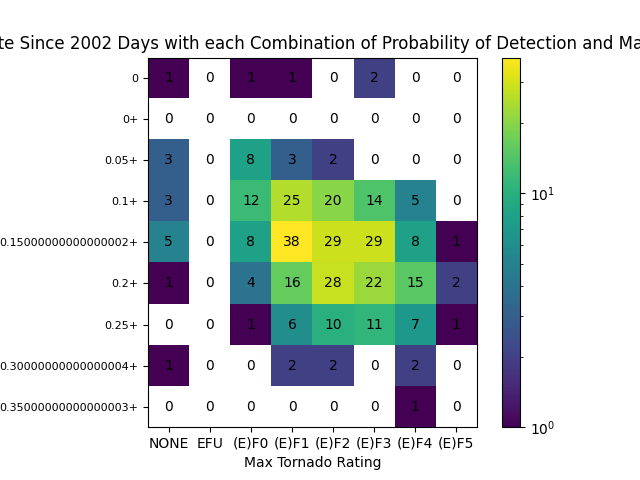 te Since 2002 Days with each Combination of Probability of Detection and Ma
0 1 0 1 1 0 2 0 0
0+ 0 0 0 0 0 0 0 0
0.05+ 3 0 8 3 2 0 0 0
0.1+ 3 0 12 25 20 14 5 0
0.15000000000000002+ 5 0 8 38 29 29 8 1
0.2+ 1 0 4 16 28 22 15 2
0.25+ 0 0 1 6 10 11 7 1
0.30000000000000004+ 1 0 0 2 2 0 2 0
0.35000000000000003+ 0 0 0 0 0 0 1 0
NONE EFU (E)F0 (E)F1 (E)F2 (E)F3 (E)F4 (E)F5
Max Tornado Rating
10¹
10⁰